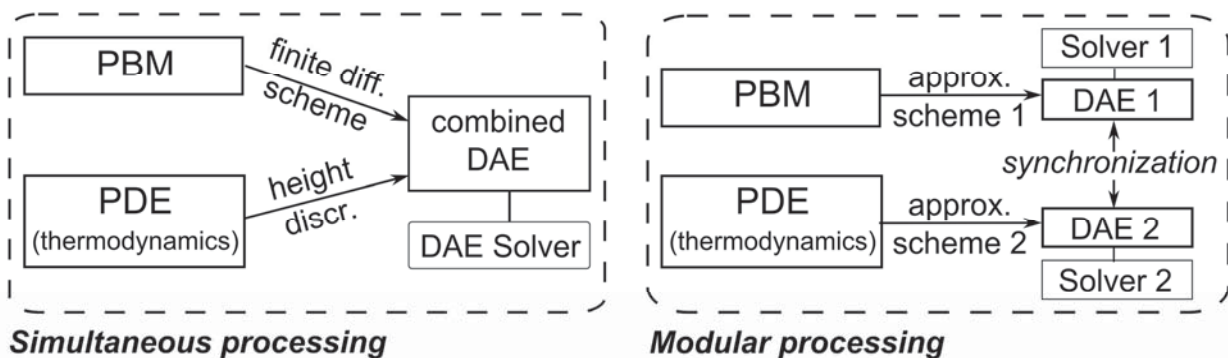 PBM
finite diff.
scheme
combined
DAE
PDE
(thermodynamics)
height
discr.
DAE Solver
Simultaneous processing
Solver 1
PBM
approx.
scheme 1
DAE 1
synchronization
PDE
(thermodynamics)
approx.
scheme 2
DAE 2
Solver 2
Modular processing